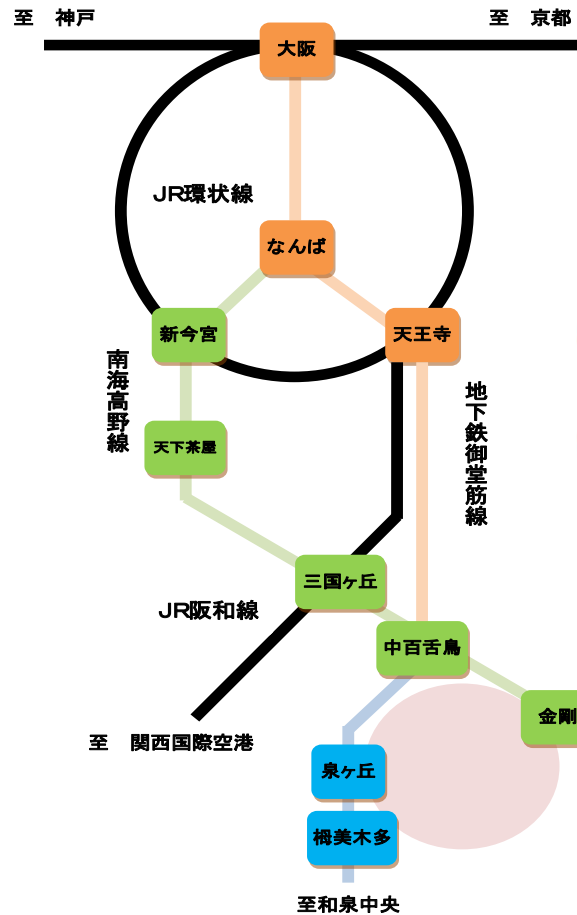 至　神戸
至　京都
大阪
JR環状線
なんば
新今宮
天王寺
南海高野線
地下鉄御堂筋線
天下茶屋
三国ヶ丘
JR阪和線
中百舌鳥
金剛
至　関西国際空港
泉ヶ丘
栂美木多
至和泉中央